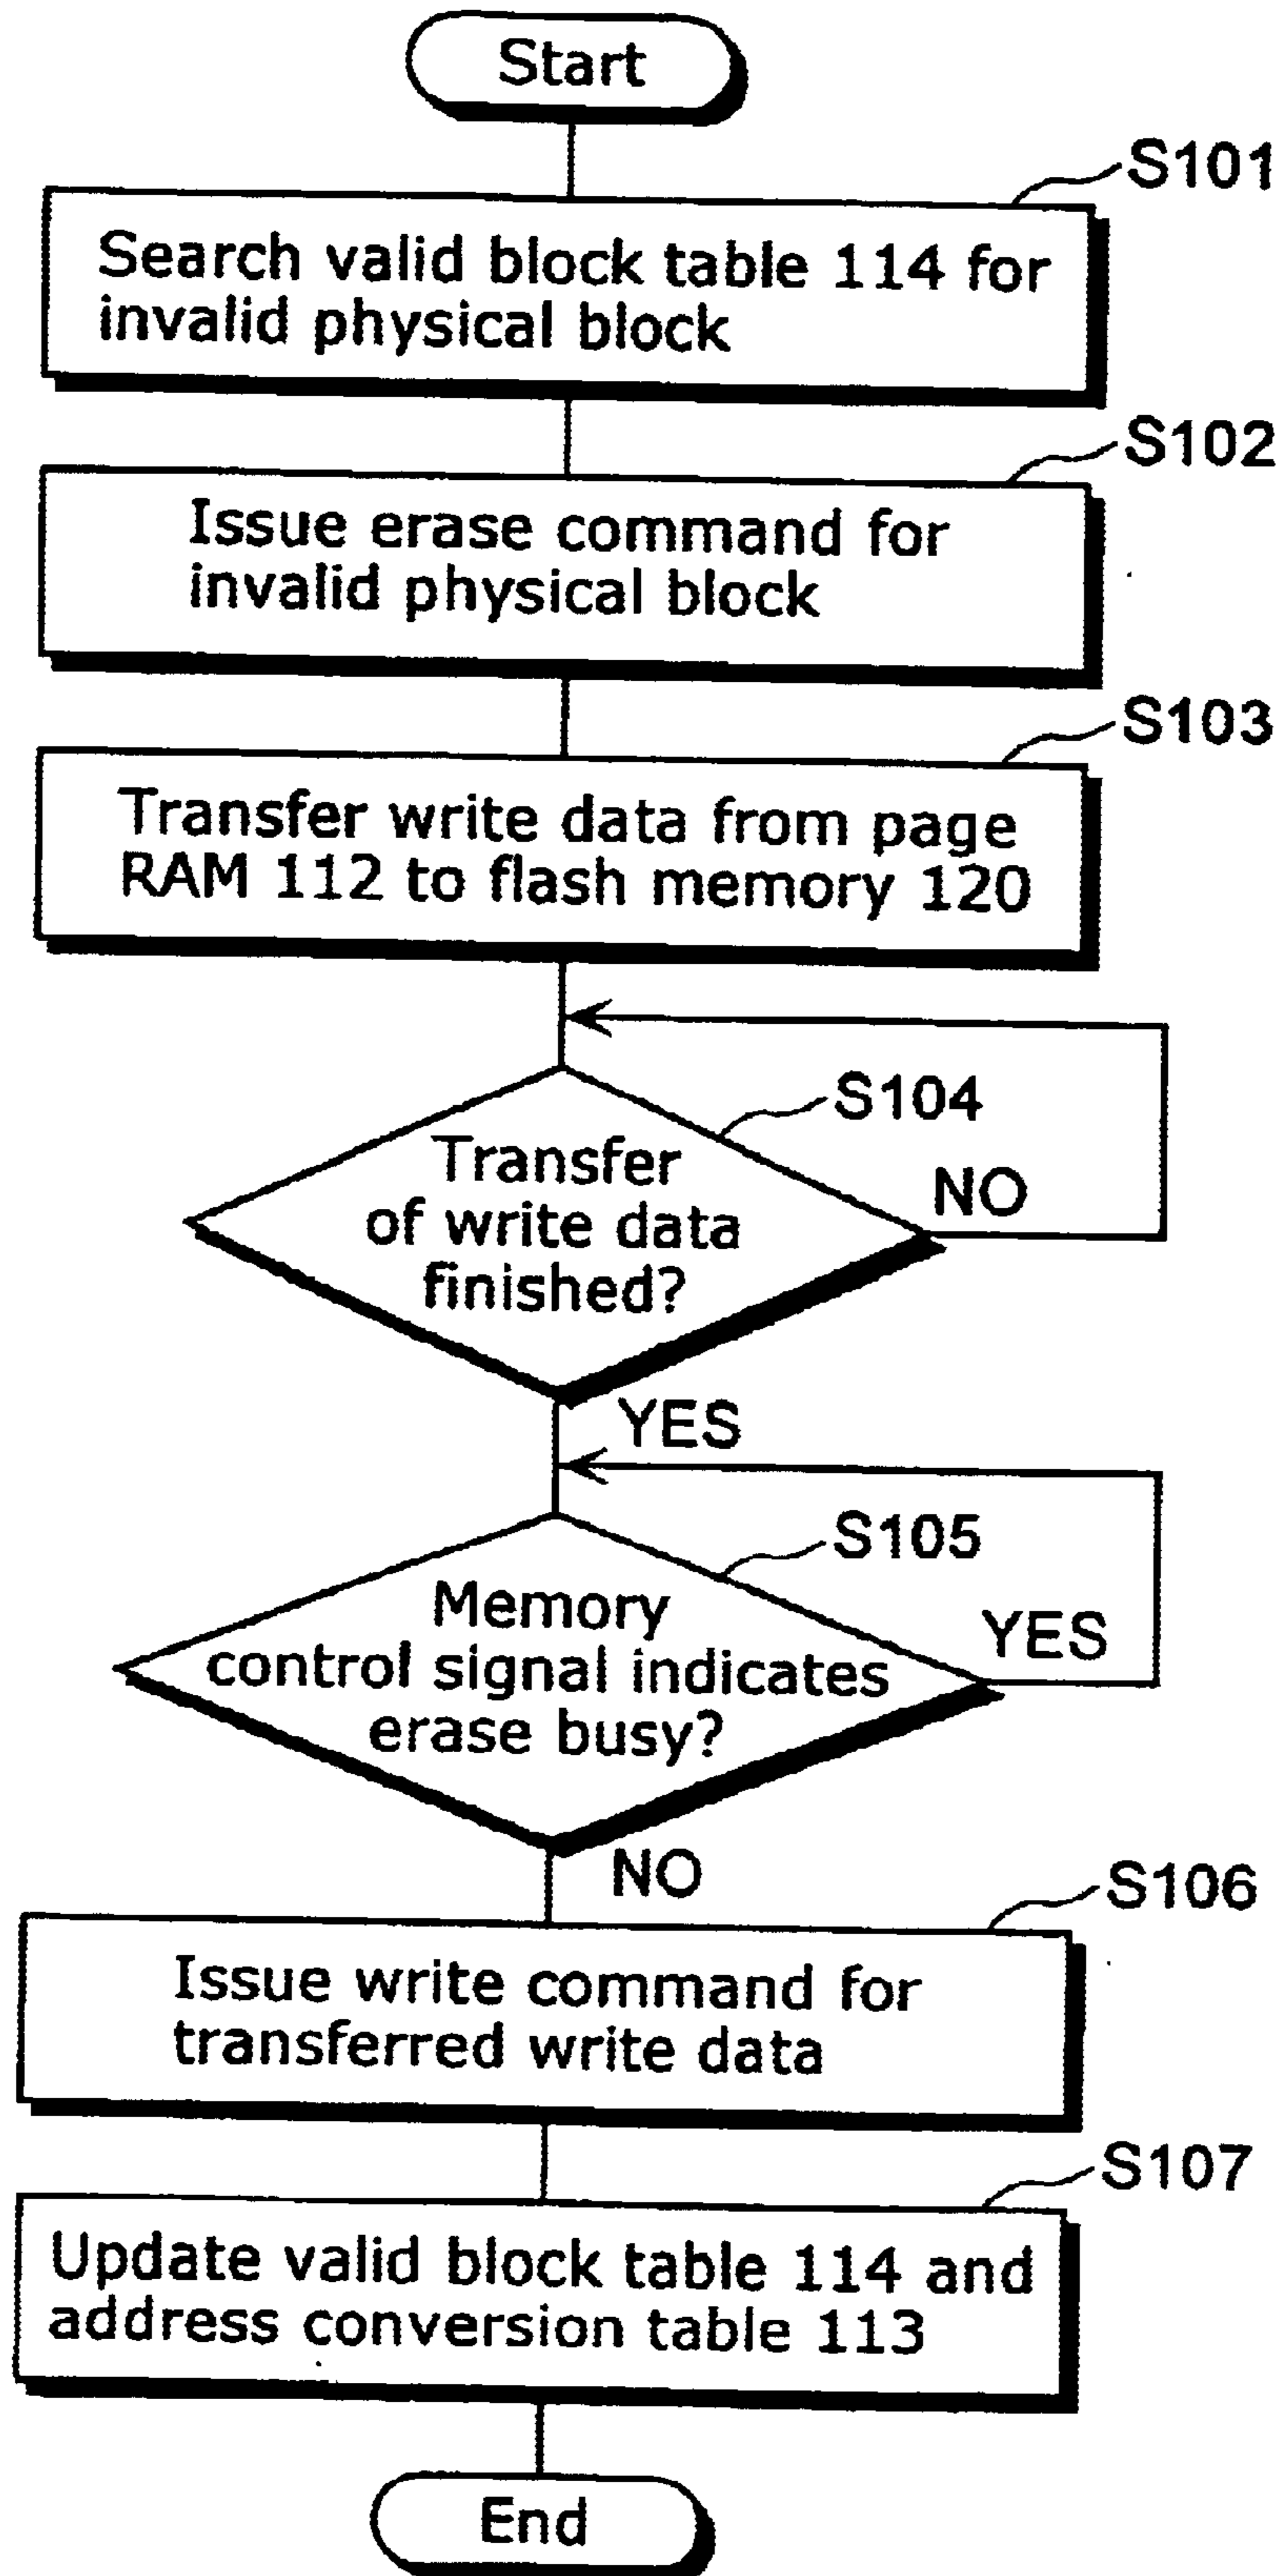 Start
S101
Search valid block table 114 for
invalid physical block
S102
Issue erase command for
invalid physical block
S103
Transfer write data from page
RAM 112 to flash memory 120
S104
Transfer
of write data
finished?
NO
YES
S105
Memory
control signal indicates
erase busy?
YES
NO
S106
Issue write command for
transferred write data
S107
Update valid block table 114 and
address conversion table 113
End